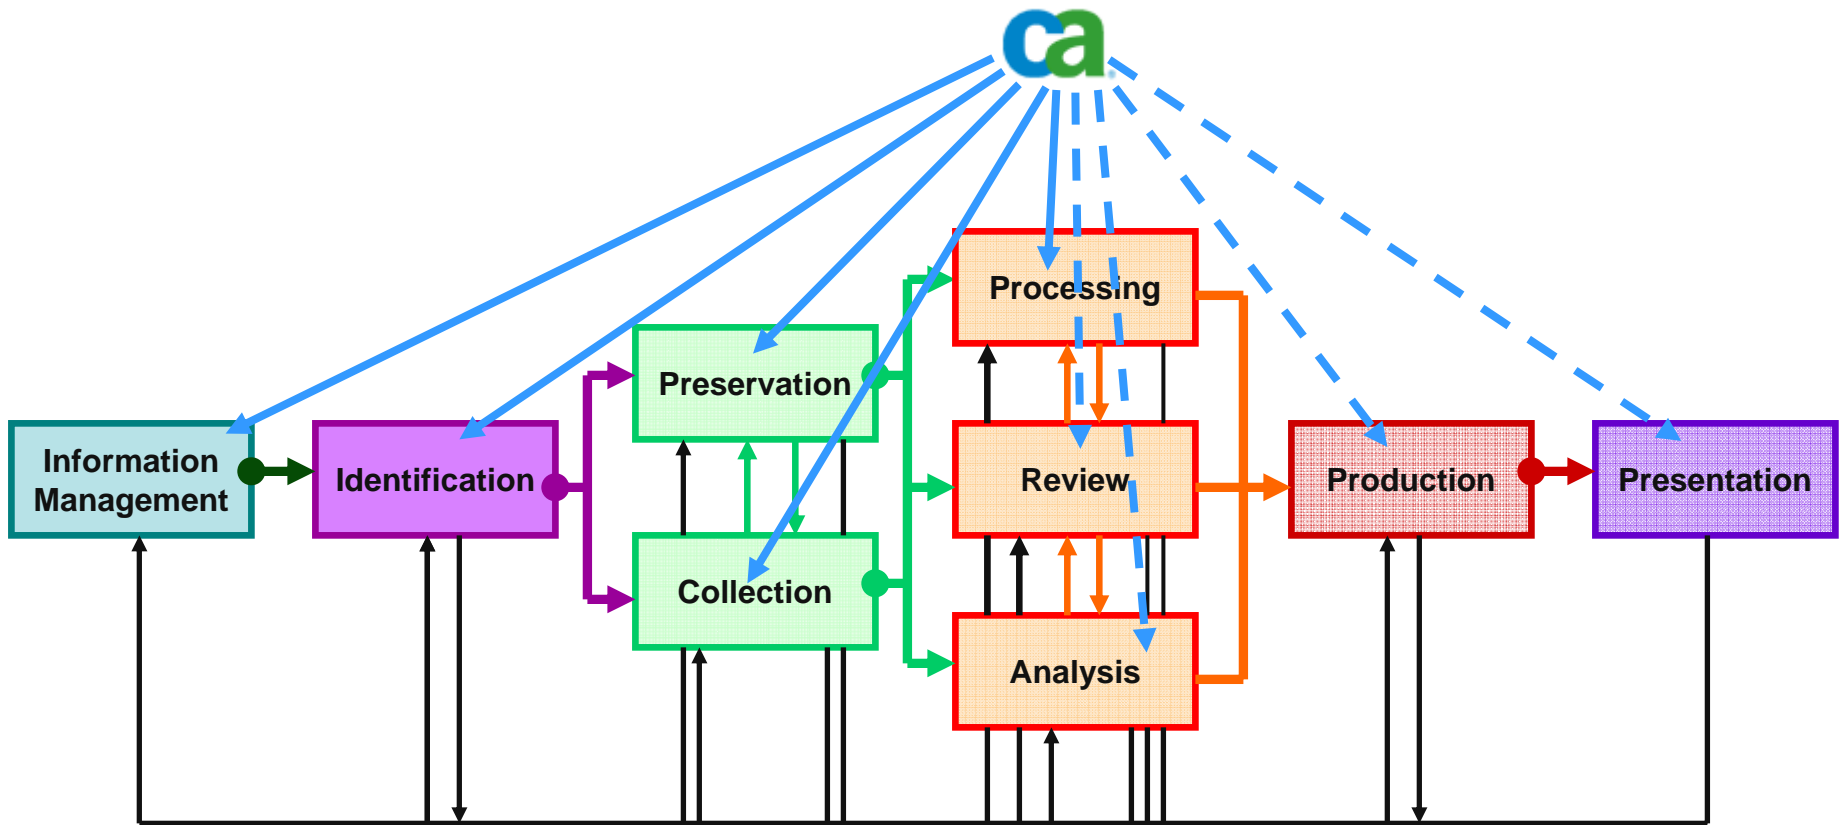 ca®
Processing
Preservation
Information
Management
Identification
Review
Production
Presentation
Collection
Analysis